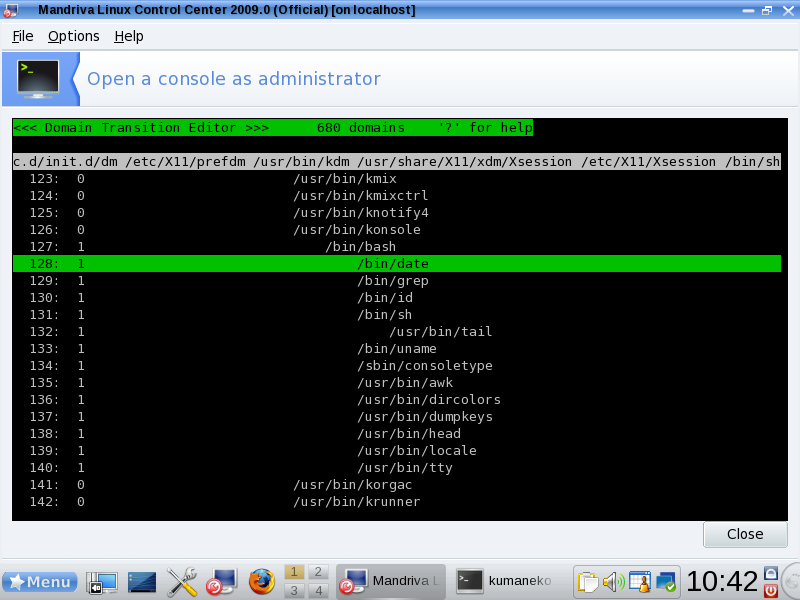 Mandriva Linux Control Center 2009.0 (Official) [on localhost]
File Options Help
>_
Open a console as administrator
<<< Domain Transition Editor >>>      680 domains    '?' for help
c.d/init.d/dm /etc/X11/prefdm /usr/bin/kdm /usr/share/X11/xdm/Xsession /etc/X11/Xsession /bin/sh
123: 0 /usr/bin/kmix
124: 0 /usr/bin/kmixctrl
125: 0 /usr/bin/knotify4
126: 0 /usr/bin/konsole
127: 1 /bin/bash
128: 1 /bin/date
129: 1 /bin/grep
130: 1 /bin/id
131: 1 /bin/sh
132: 1 /usr/bin/tail
133: 1 /bin/uname
134: 1 /sbin/consoletype
135: 1 /usr/bin/awk
136: 1 /usr/bin/dircolors
137: 1 /usr/bin/dumpkeys
138: 1 /usr/bin/head
139: 1 /usr/bin/locale
140: 1 /usr/bin/tty
141: 0 /usr/bin/korgac
142: 0 /usr/bin/krunner
Close
Menu 1 2 3 4 Mandriva L kumaneko 10:42